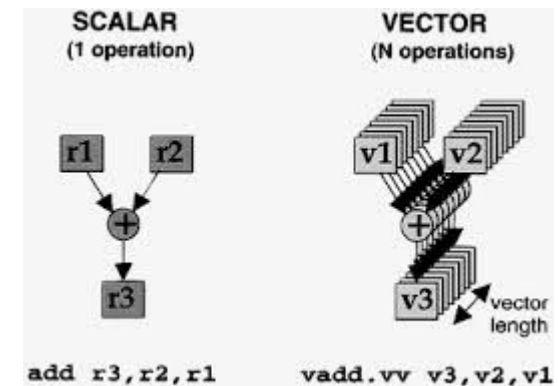 SCALAR
(1 operation)
r1
r2
+
r3
add r3,r2,r1
VECTOR
(N operations)
v1
v2
+
v3
vector
length
vadd.vv v3,v2,v1